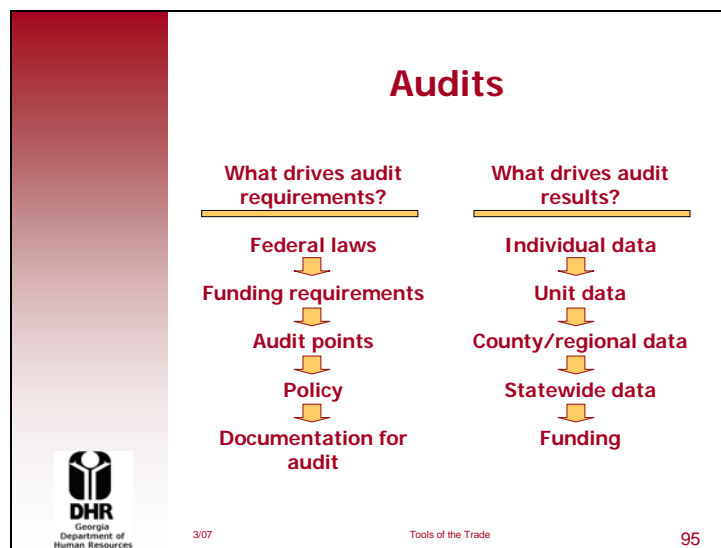 Audits
What drives audit
requirements?
Federal laws
Funding requirements
Audit points
Policy
Documentation for
audit
What drives audit
results?
Individual data
Unit data
County/regional data
Statewide data
Funding
DHR
Georgia
Department of
Human Resources
3/07
Tools of the Trade
95